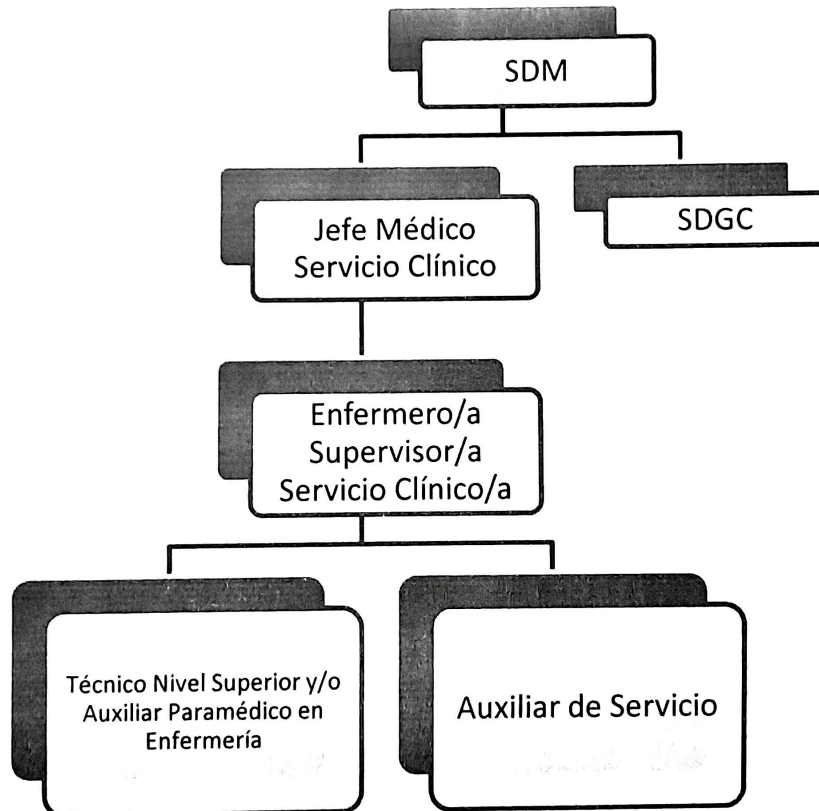 SDM
Jefe Médico
Servicio Clínico
SDGC
Enfermero/a
Supervisor/a
Servicio Clínico/a
Técnico Nivel Superior y/o
Auxiliar Paramédico en
Enfermería
Auxiliar de Servicio